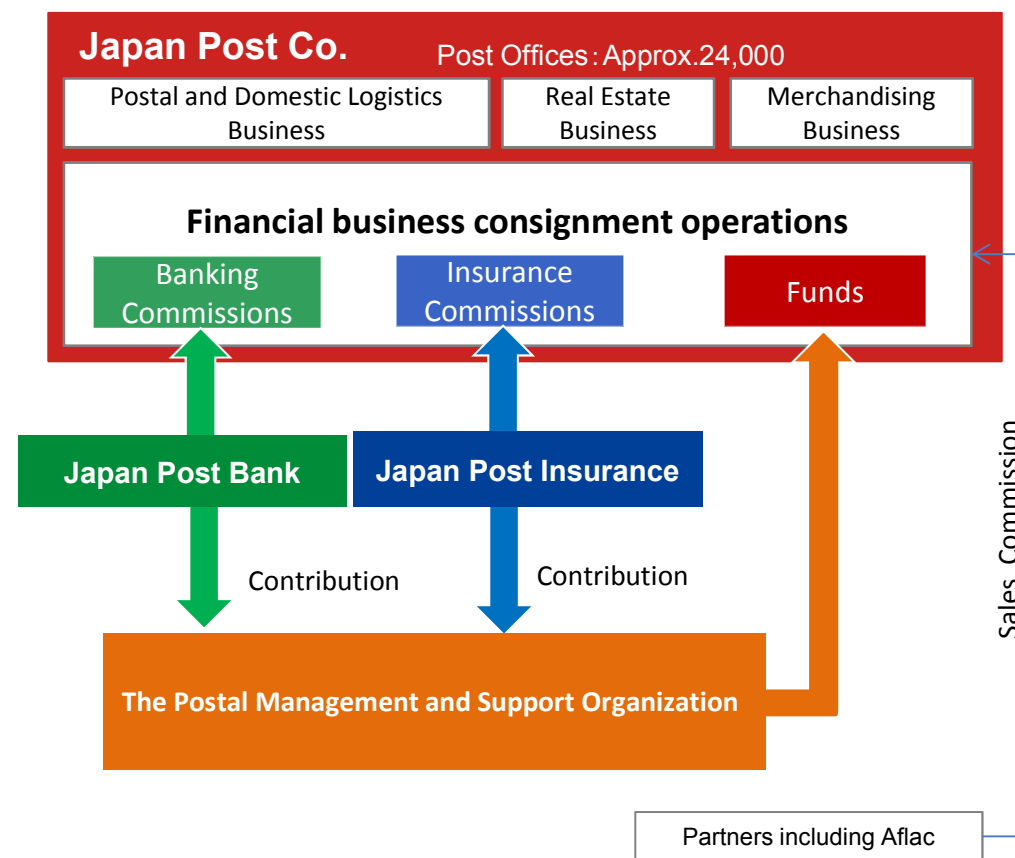 Japan Post Co.
Post Offices：Approx.24,000
Postal and Domestic Logistics
Business
Real Estate
Business
Merchandising
Business
Financial business consignment operations
Banking
Commissions
Insurance
Commissions
Funds
Japan Post Bank
Japan Post Insurance
Sales Commission
Contribution
Contribution
The Postal Management and Support Organization
Partners including Aflac